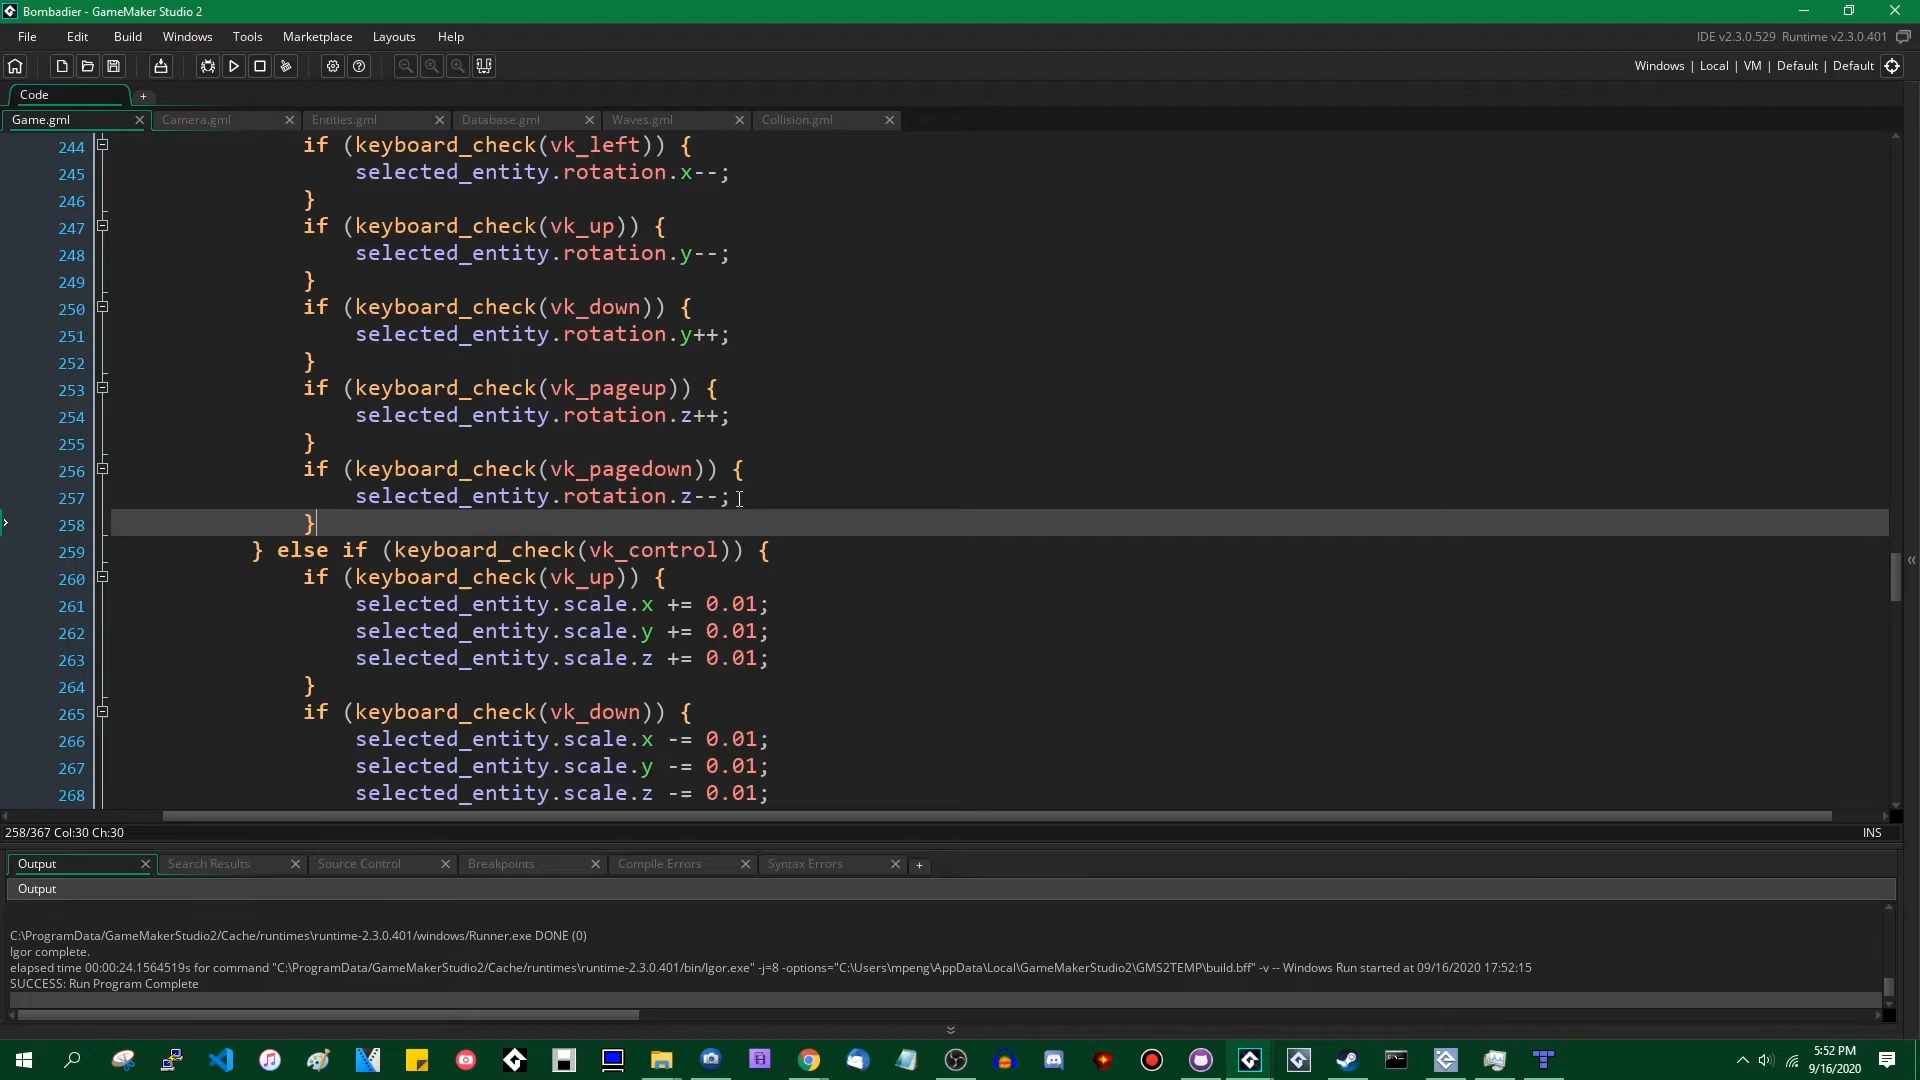 Bombadier - GameMaker Studio 2
File Edit Build Windows Tools Marketplace Layouts Help
IDE v2.3.0.529 Runtime v2.3.0.401
Windows | Local | VM | Default | Default
Code
Game.gml Camera.gml Entities.gml Database.gml Waves.gml Collision.gml
244 if (keyboard_check(vk_left)) {
245 selected_entity.rotation.x--;
246 }
247 if (keyboard_check(vk_up)) {
248 selected_entity.rotation.y--;
249 }
250 if (keyboard_check(vk_down)) {
251 selected_entity.rotation.y++;
252 }
253 if (keyboard_check(vk_pageup)) {
254 selected_entity.rotation.z++;
255 }
256 if (keyboard_check(vk_pagedown)) {
257 selected_entity.rotation.z--;
258 }
259 } else if (keyboard_check(vk_control)) {
260 if (keyboard_check(vk_up)) {
261 selected_entity.scale.x += 0.01;
262 selected_entity.scale.y += 0.01;
263 selected_entity.scale.z += 0.01;
264 }
265 if (keyboard_check(vk_down)) {
266 selected_entity.scale.x -= 0.01;
267 selected_entity.scale.y -= 0.01;
268 selected_entity.scale.z -= 0.01;
258/367 Col:30 Ch:30 INS
Output Search Results Source Control Breakpoints Compile Errors Syntax Errors
Output
C:\ProgramData/GameMakerStudio2/Cache/runtimes\runtime-2.3.0.401/windows/Runner.exe DONE (0)
Igor complete.
elapsed time 00:00:24.1564519s for command "C:\ProgramData/GameMakerStudio2/Cache/runtimes\runtime-2.3.0.401/bin/Igor.exe" -j=8 -options="C:\Users\mpeng\AppData\Local\GameMakerStudio2\GMS2TEMP\build.bff" -v -- Windows Run started at 09/16/2020 17:52:15
SUCCESS: Run Program Complete
5:52 PM
9/16/2020